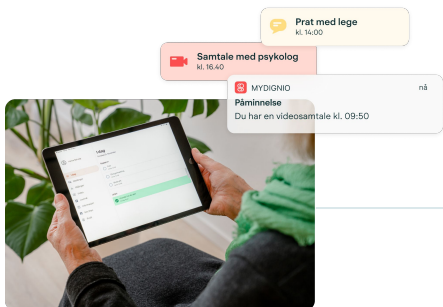 Prat med lege
kl. 14:00
Samtale med psykolog
kl. 16.40
MYDIGNIO
nå
Påminnelse
Du har en videosamtale kl. 09:50